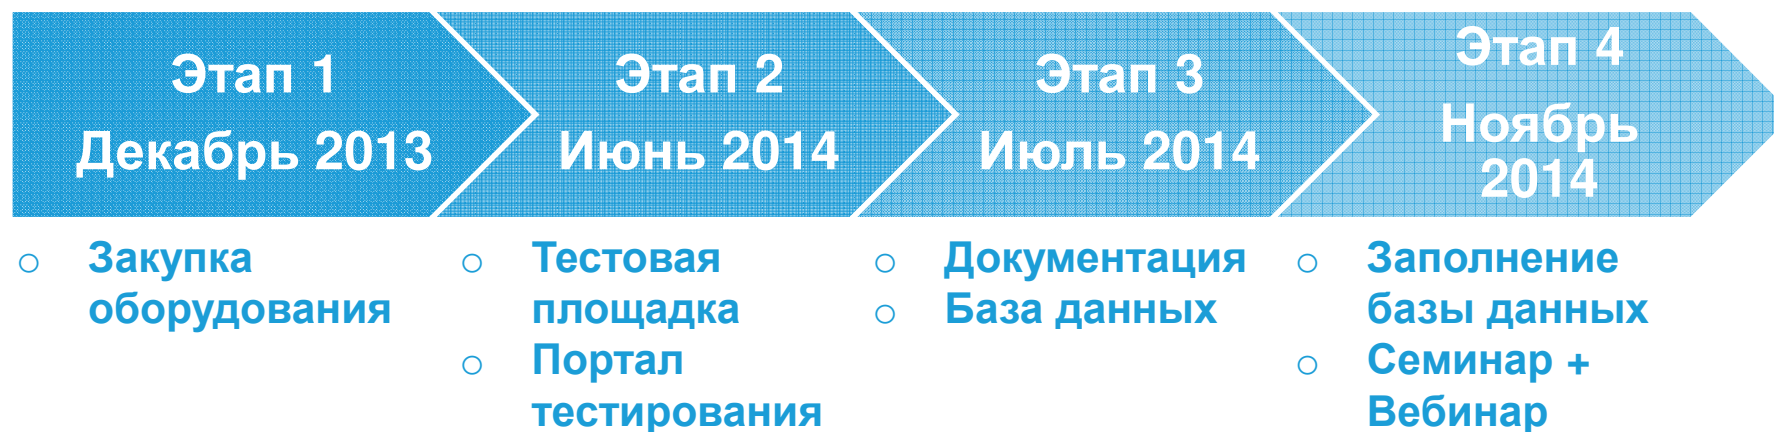 Этап 1
Декабрь 2013
Этап 2
Июнь 2014
Этап 3
Июль 2014
Этап 4
Ноябрь
2014
Закупка
оборудования
Тестовая
площадка
Портал
тестирования
Документация
База данных
Заполнение
базы данных
Семинар +
Вебинар